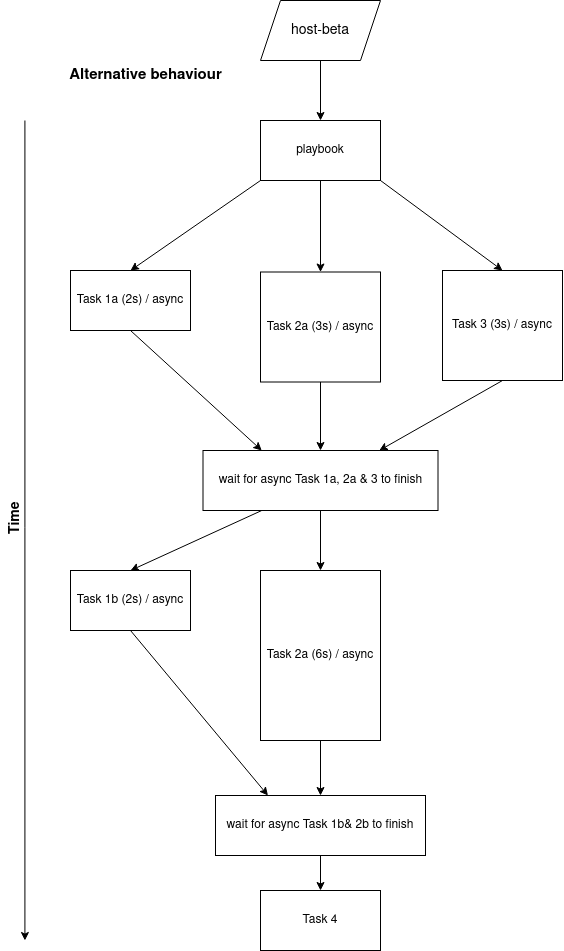 host-beta
Alternative behaviour
playbook
Task 1a (2s) / async
Task 2a (3s) / async
Task 3 (3s) / async
wait for async Task 1a, 2a & 3 to finish
Time
Task 1b (2s) / async
Task 2a (6s) / async
wait for async Task 1b& 2b to finish
Task 4